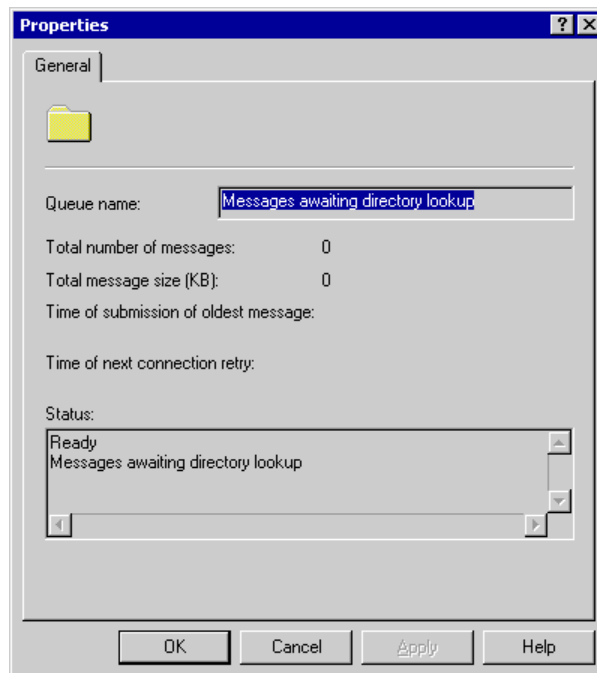 Properties
General
Queue name: Messages awaiting directory lookup
Total number of messages: 0
Total message size (KB): 0
Time of submission of oldest message:
Time of next connection retry:
Status:
Ready
Messages awaiting directory lookup
OK Cancel Apply Help